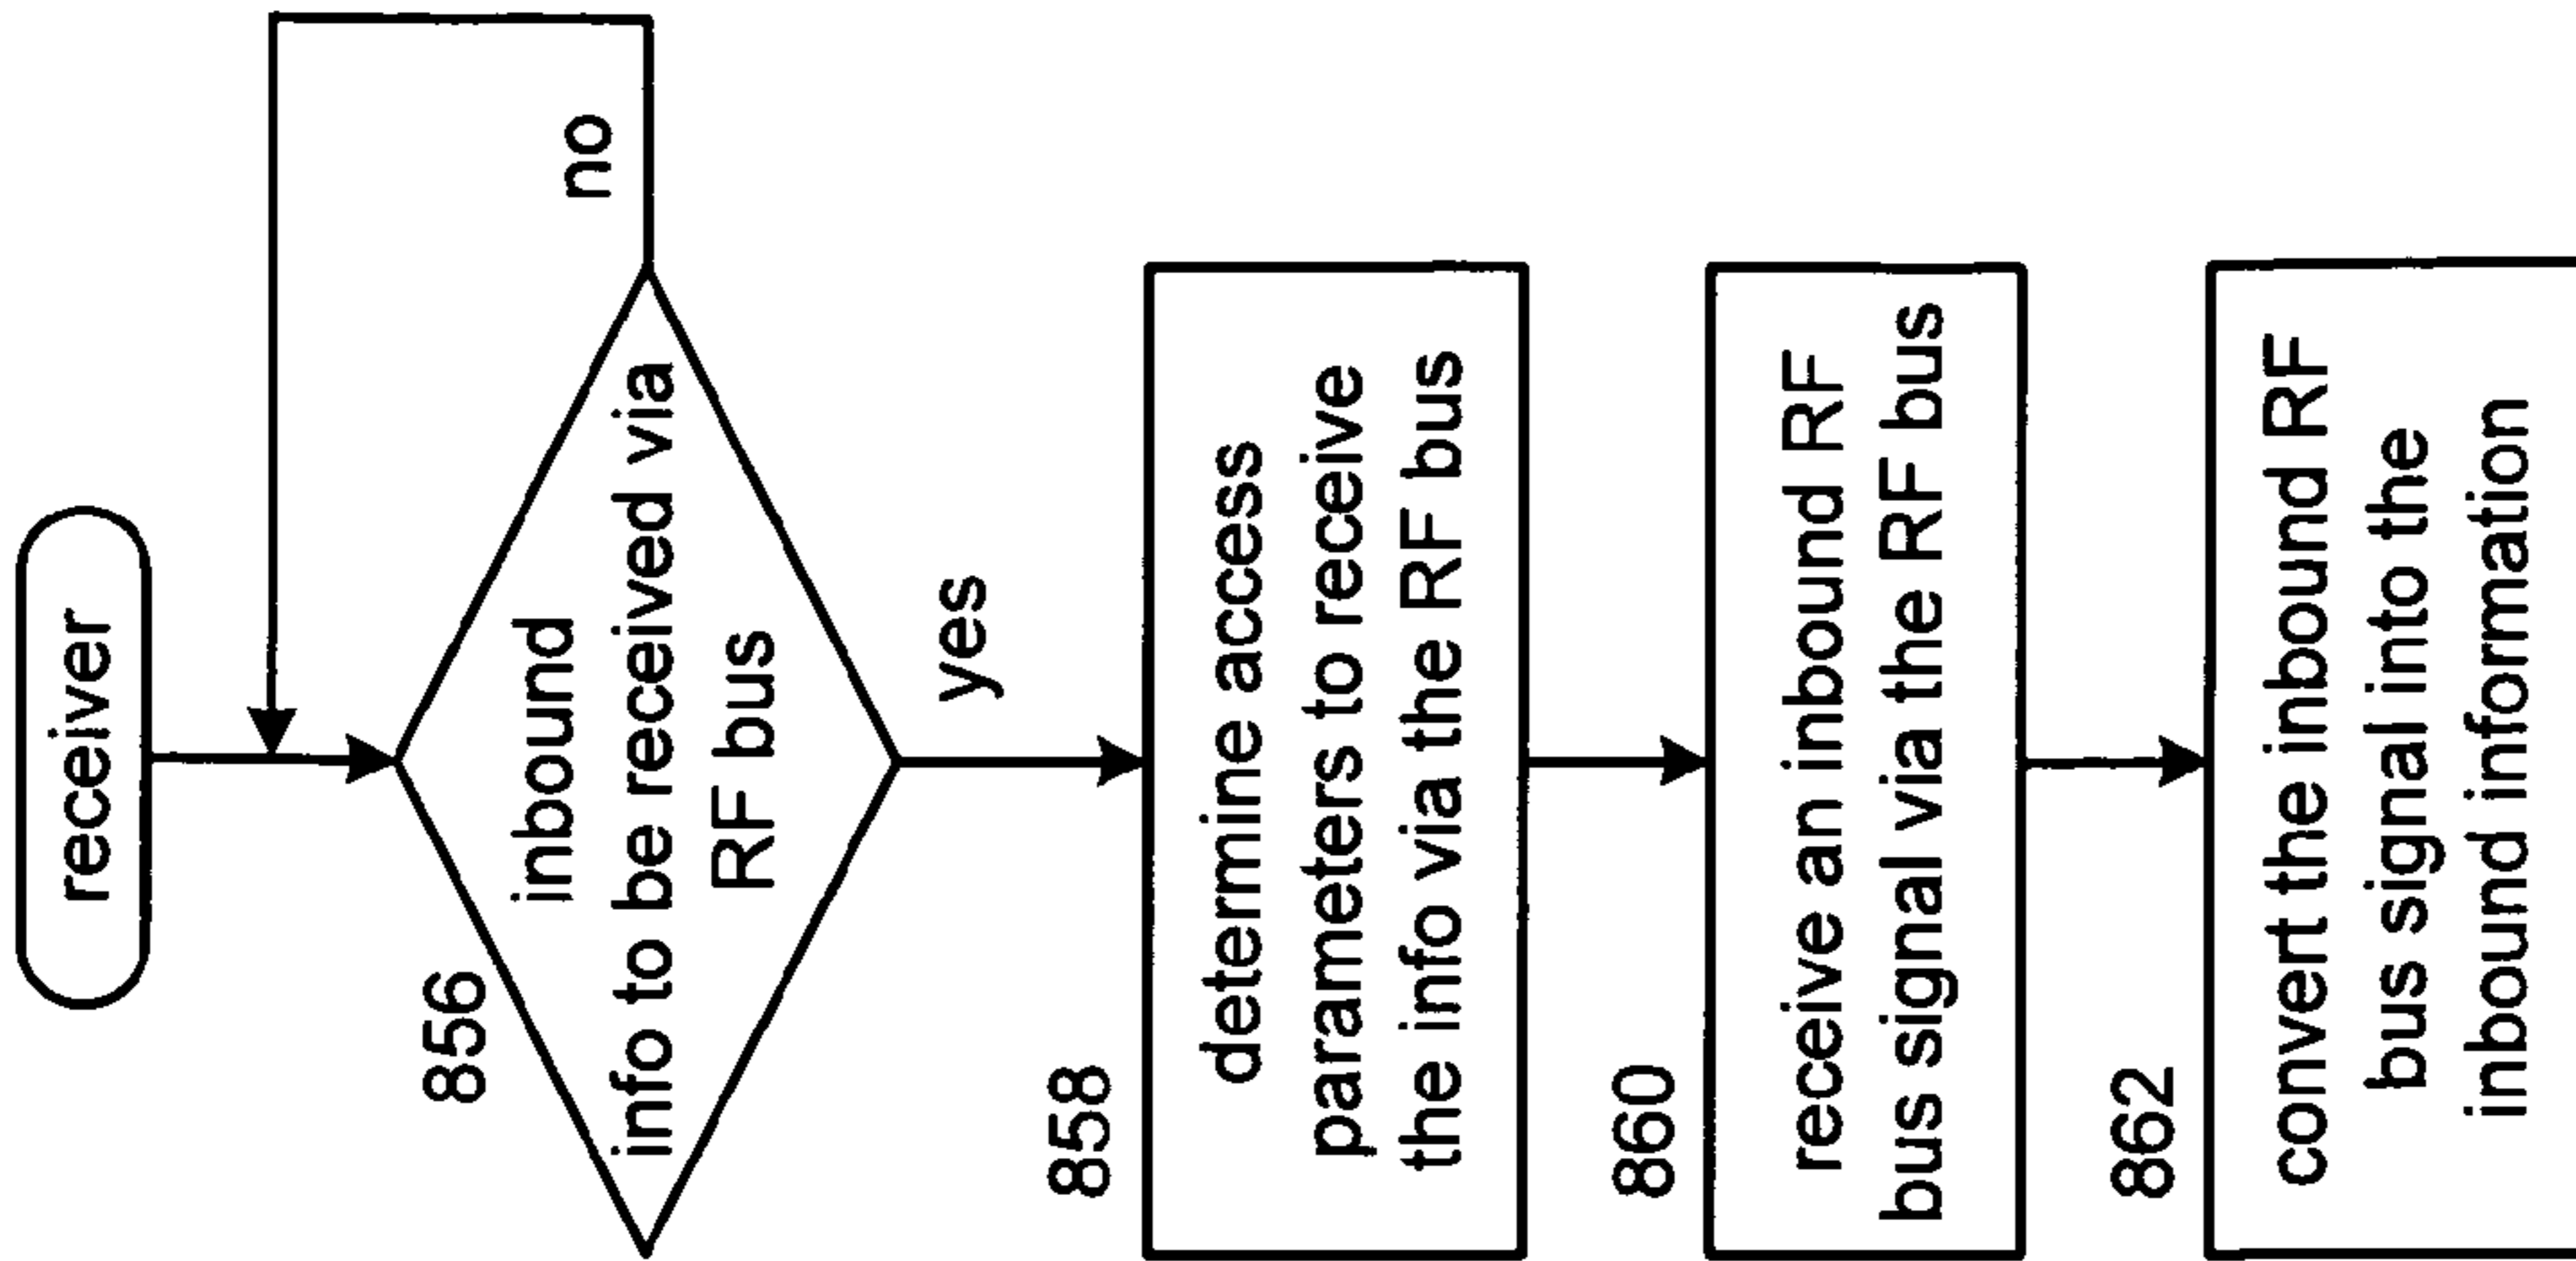 receiver
856
inbound
info to be received via
RF bus
no
yes
858
determine access
parameters to receive
the info via the RF bus
860
receive an inbound RF
bus signal via the RF bus
862
convert the inbound RF
bus signal into the
inbound information